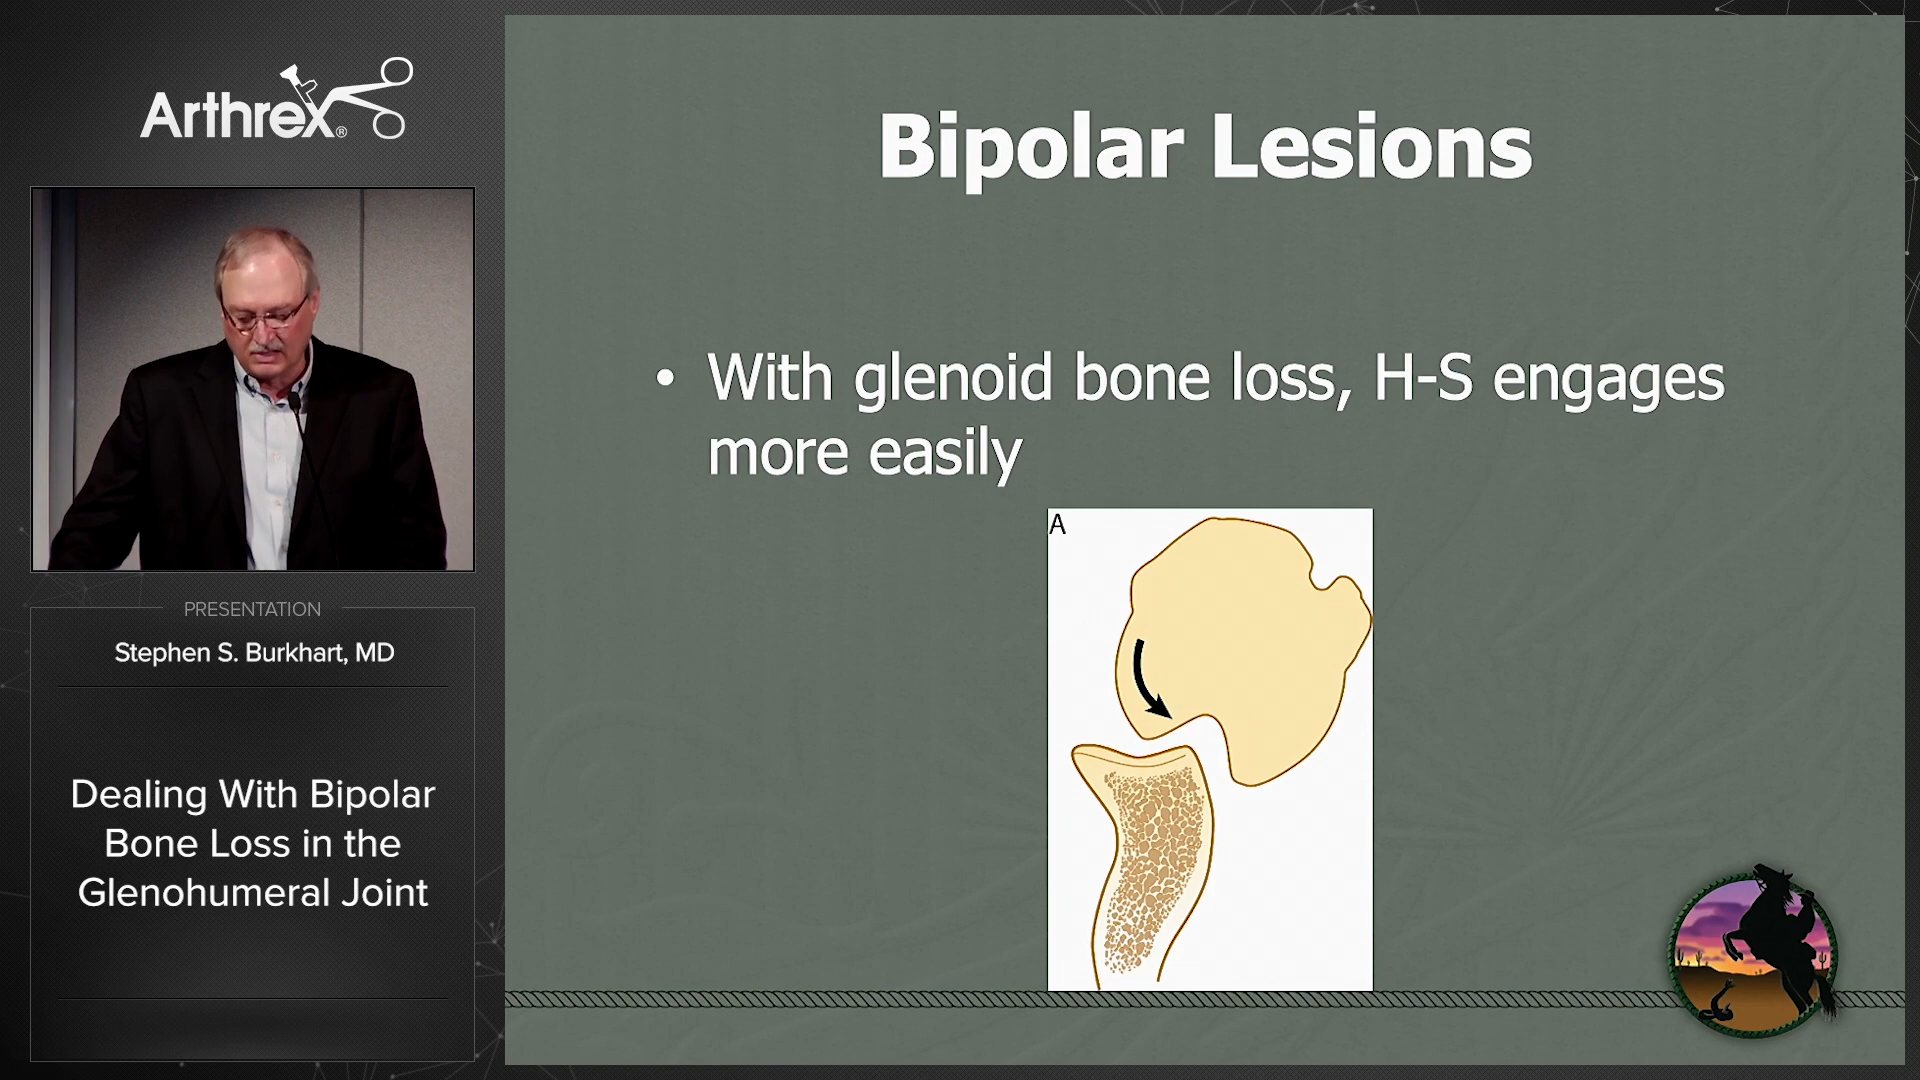 Arthrex®
PRESENTATION
Stephen S. Burkhart, MD
Dealing With Bipolar
Bone Loss in the
Glenohumeral Joint
Bipolar Lesions
• With glenoid bone loss, H-S engages
more easily
A